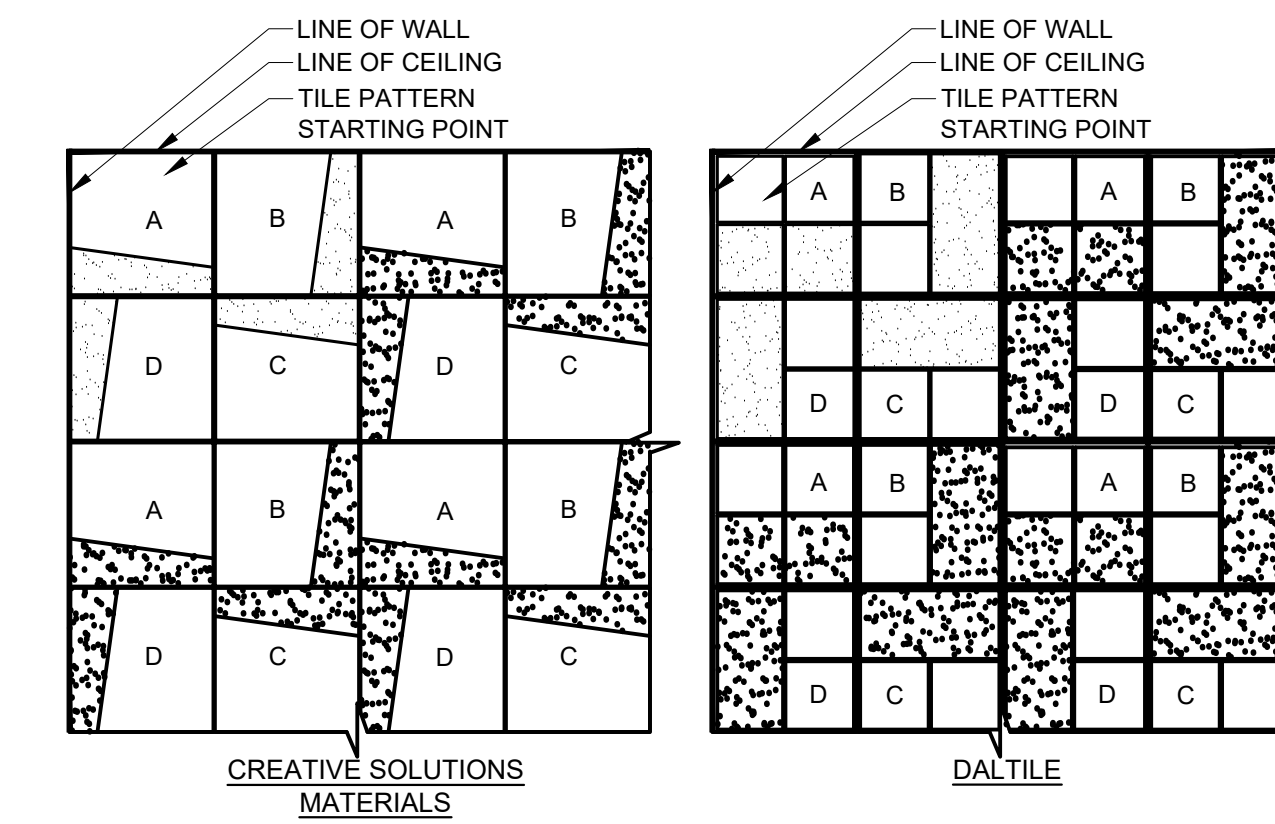 LINE OF WALL
LINE OF CEILING
TILE PATTERN
STARTING POINT
A B A B
D C D C
A B A B
D C D C
CREATIVE SOLUTIONS
MATERIALS
LINE OF WALL
LINE OF CEILING
TILE PATTERN
STARTING POINT
A B A B
D C D C
A B A B
D C D C
DALTILE